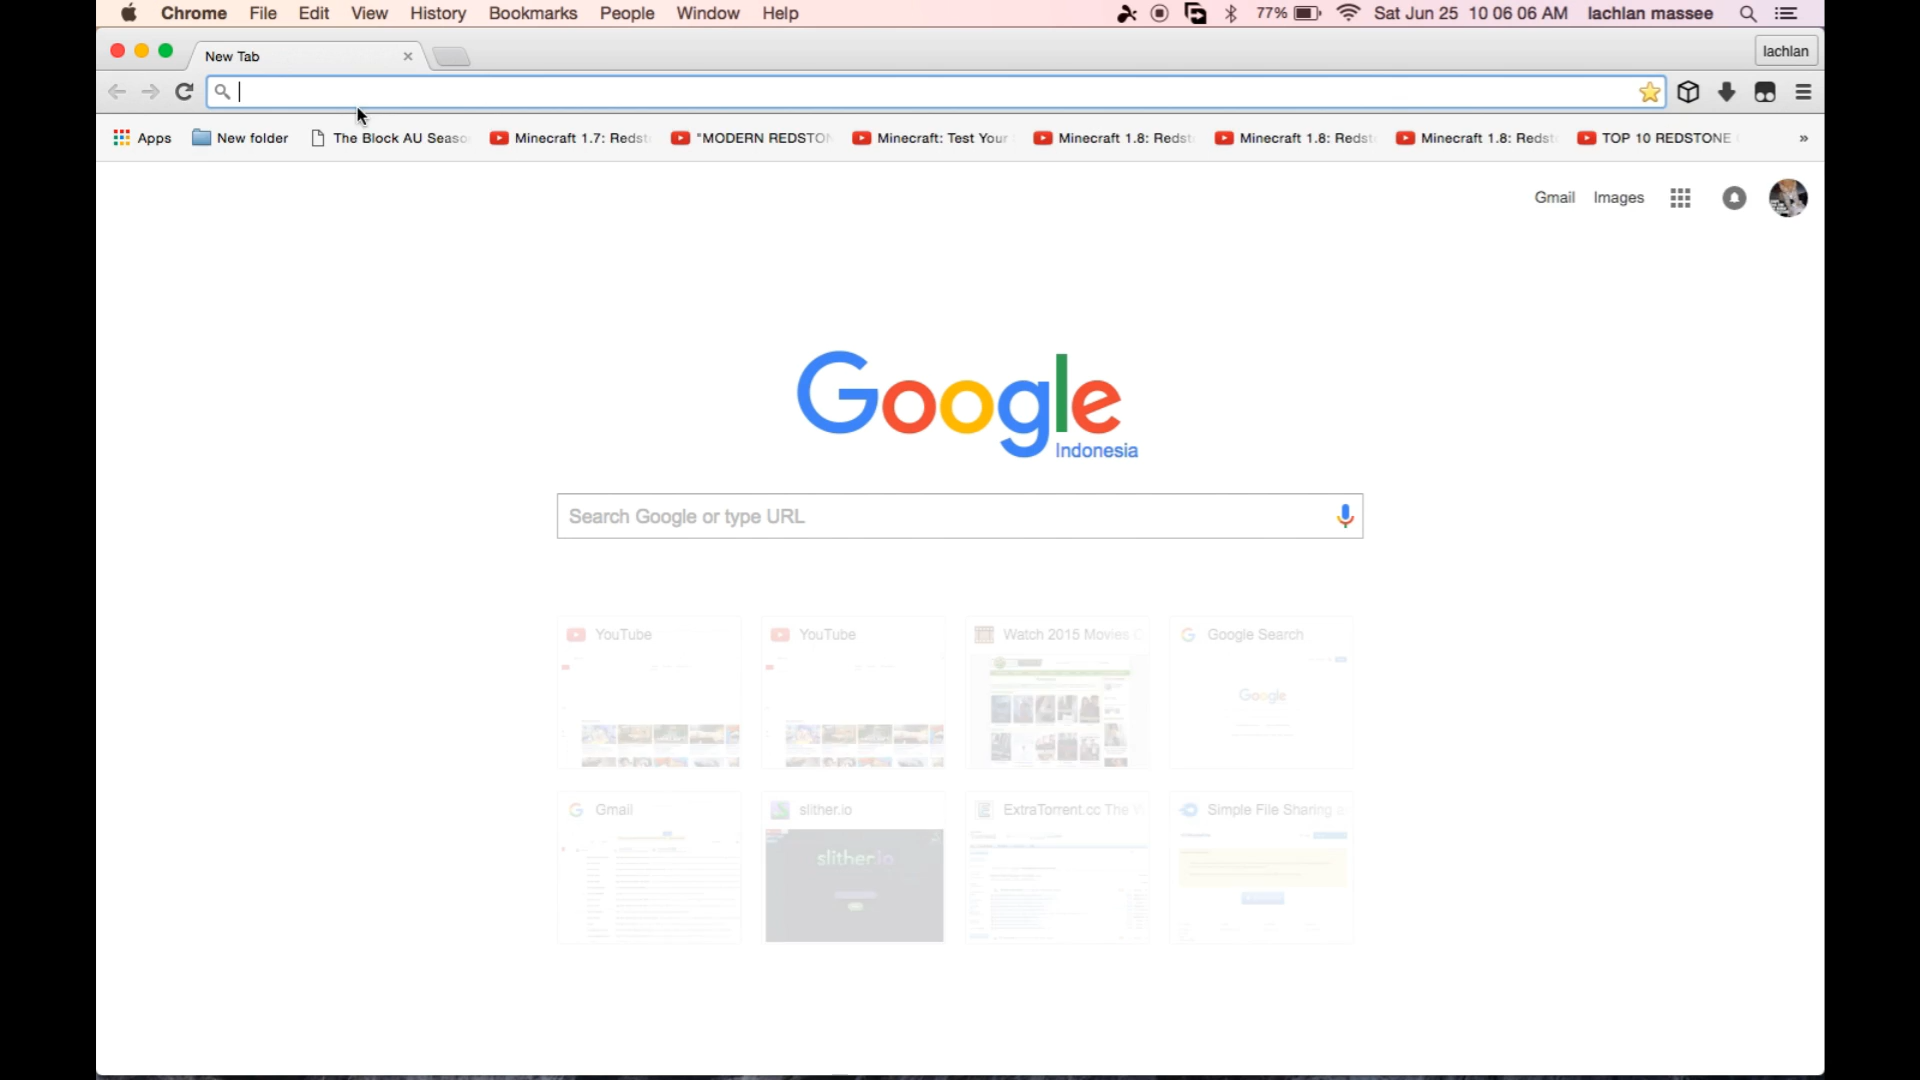 Chrome File Edit View History Bookmarks People Window Help 77% Sat Jun 25 10 06 06 AM lachlan massee
New Tab lachlan
Apps New folder The Block AU Seaso Minecraft 1.7: Redst "MODERN REDSTON Minecraft: Test Your Minecraft 1.8: Redst Minecraft 1.8: Redst Minecraft 1.8: Redst TOP 10 REDSTONE »
Gmail Images
Google
Indonesia
Search Google or type URL
YouTube YouTube Watch 2015 Movies Google Search
Google
Gmail slither.io ExtraTorrent.cc The Simple File Sharing
slither.io